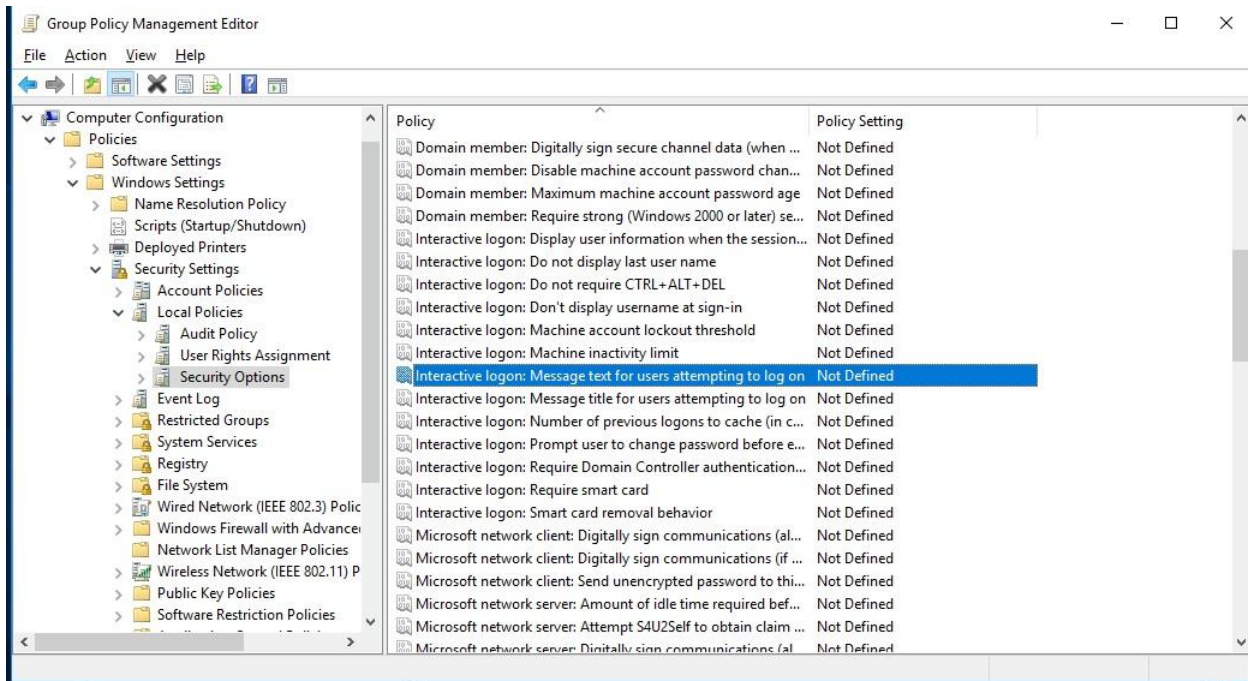 Group Policy Management Editor
File Action View Help
Computer Configuration
Policies
Software Settings
Windows Settings
Name Resolution Policy
Scripts (Startup/Shutdown)
Deployed Printers
Security Settings
Account Policies
Local Policies
Audit Policy
User Rights Assignment
Security Options
Event Log
Restricted Groups
System Services
Registry
File System
Wired Network (IEEE 802.3) Polic
Windows Firewall with Advance
Network List Manager Policies
Wireless Network (IEEE 802.11) P
Public Key Policies
Software Restriction Policies
Policy Policy Setting
Domain member: Digitally sign secure channel data (when ... Not Defined
Domain member: Disable machine account password chan... Not Defined
Domain member: Maximum machine account password age Not Defined
Domain member: Require strong (Windows 2000 or later) se... Not Defined
Interactive logon: Display user information when the session... Not Defined
Interactive logon: Do not display last user name Not Defined
Interactive logon: Do not require CTRL+ALT+DEL Not Defined
Interactive logon: Don't display username at sign-in Not Defined
Interactive logon: Machine account lockout threshold Not Defined
Interactive logon: Machine inactivity limit Not Defined
Interactive logon: Message text for users attempting to log on Not Defined
Interactive logon: Message title for users attempting to log on Not Defined
Interactive logon: Number of previous logons to cache (in c... Not Defined
Interactive logon: Prompt user to change password before e... Not Defined
Interactive logon: Require Domain Controller authentication... Not Defined
Interactive logon: Require smart card Not Defined
Interactive logon: Smart card removal behavior Not Defined
Microsoft network client: Digitally sign communications (al... Not Defined
Microsoft network client: Digitally sign communications (if ... Not Defined
Microsoft network client: Send unencrypted password to thi... Not Defined
Microsoft network server: Amount of idle time required bef... Not Defined
Microsoft network server: Attempt S4U2Self to obtain claim ... Not Defined
Microsoft network server: Digitally sign communications (al... Not Defined